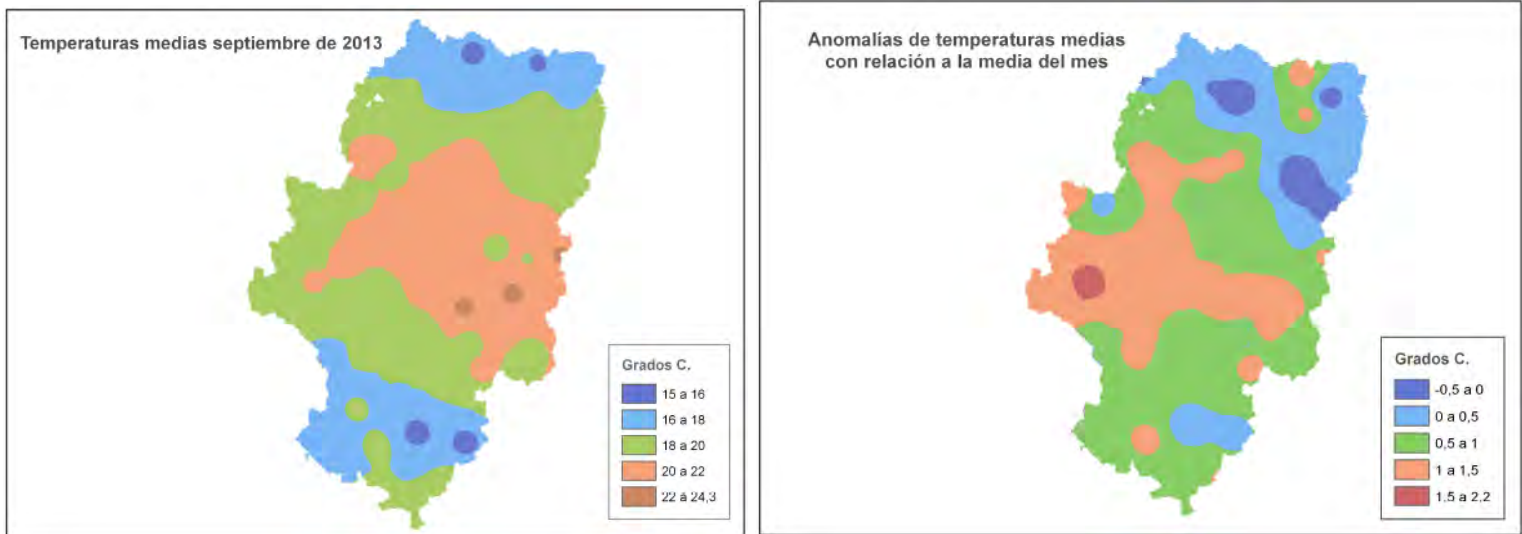 Temperaturas medias septiembre de 2013
Grados C.
15 a 16
16 a 18
18 a 20
20 a 22
22 á 24,3
Anomalías de temperaturas medias
con relación a la media del mes
Grados C.
-0,5 a 0
0 a 0,5
0,5 a 1
1 a 1,5
1,5 a 2,2